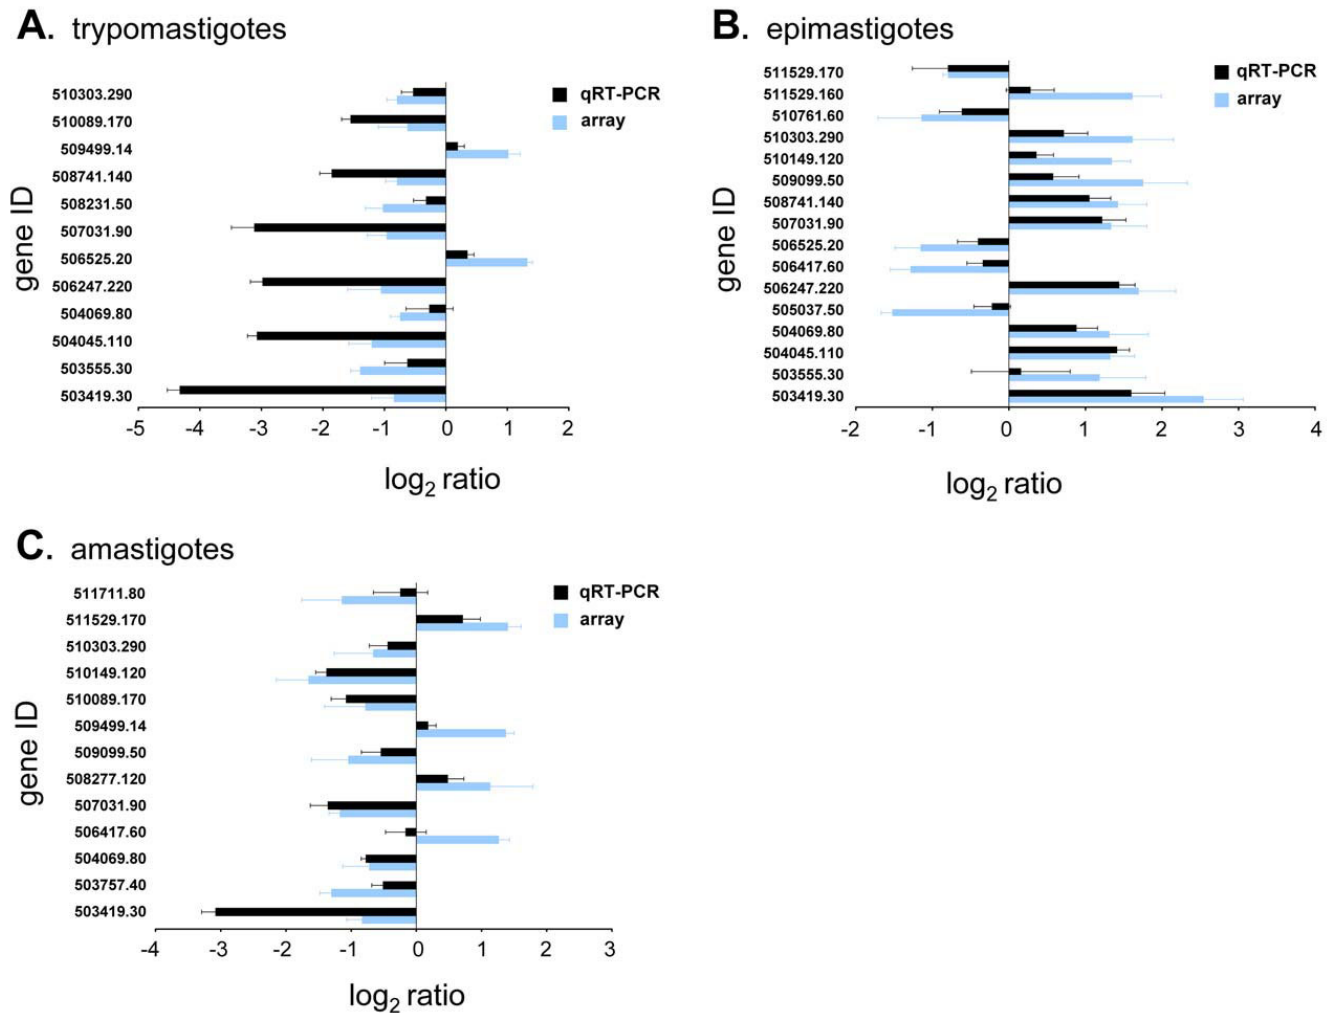 A. trypomastigotes
qRT-PCR
array
gene ID
510303.290
510089.170
509499.14
508741.140
508231.50
507031.90
506525.20
506247.220
504069.80
504045.110
503555.30
503419.30
-5 -4 -3 -2 -1 0 1 2
log2 ratio
B. epimastigotes
qRT-PCR
array
gene ID
511529.170
511529.160
510761.60
510303.290
510149.120
509099.50
508741.140
507031.90
506525.20
506417.60
506247.220
505037.50
504069.80
504045.110
503555.30
503419.30
-2 -1 0 1 2 3 4
log2 ratio
C. amastigotes
qRT-PCR
array
gene ID
511711.80
511529.170
510303.290
510149.120
510089.170
509499.14
509099.50
508277.120
507031.90
506417.60
504069.80
503757.40
503419.30
-4 -3 -2 -1 0 1 2 3
log2 ratio